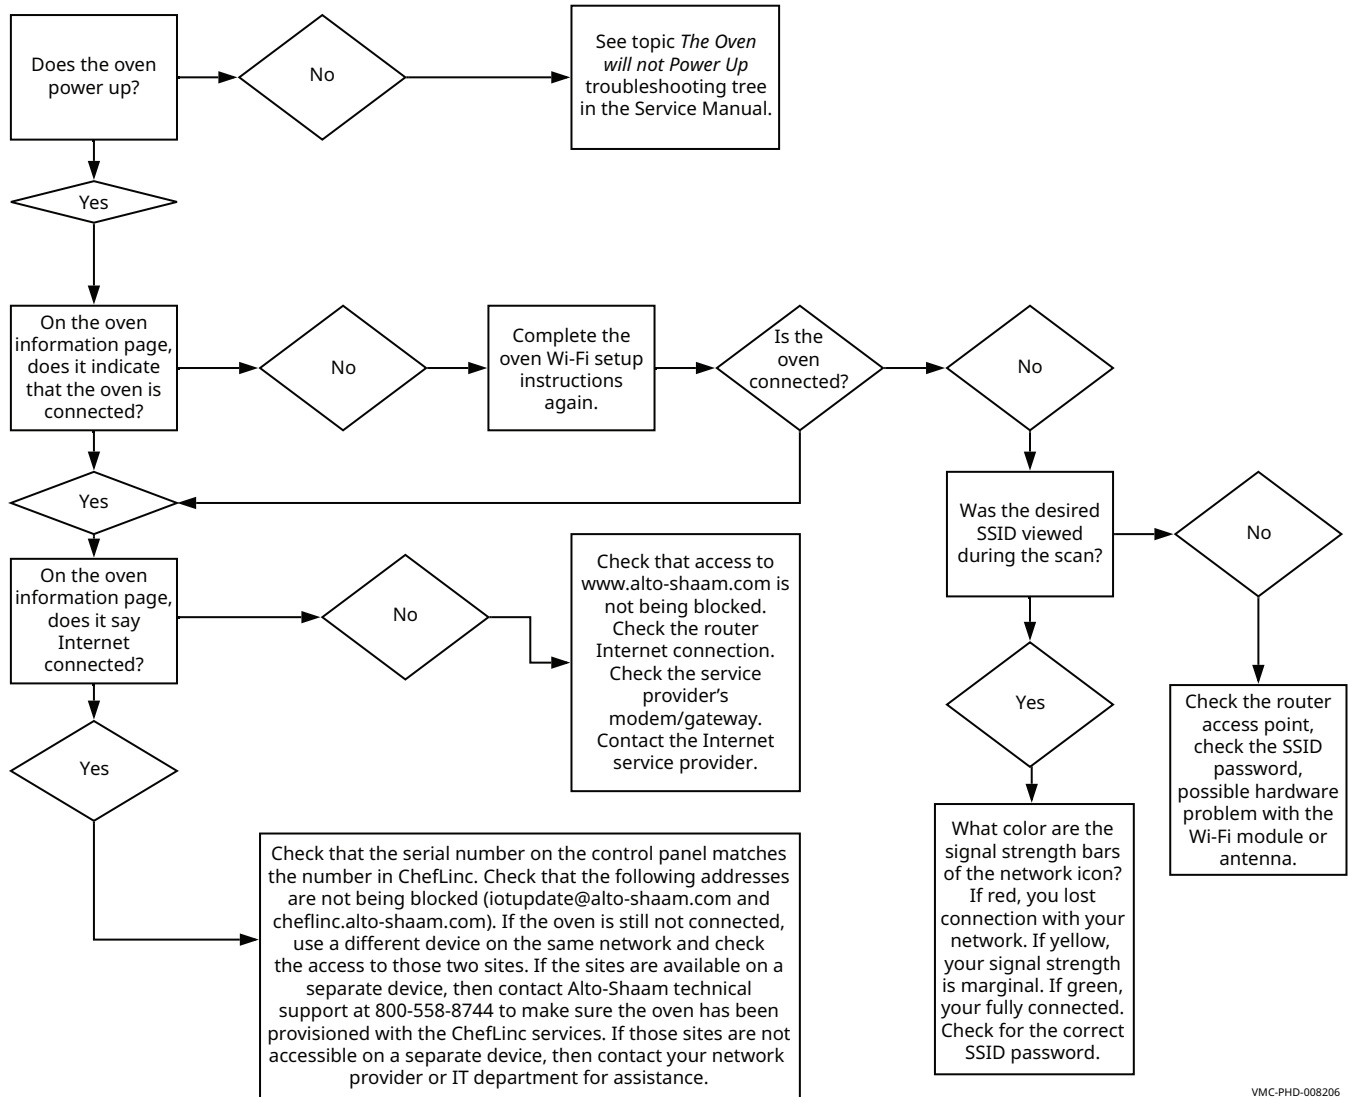 Does the oven
power up?
No
See topic The Oven
will not Power Up
troubleshooting tree
in the Service Manual.
Yes
On the oven
information page,
does it indicate
that the oven is
connected?
No
Complete the
oven Wi-Fi setup
instructions
again.
Is the
oven
connected?
No
Yes
Was the desired
SSID viewed
during the scan?
No
On the oven
information page,
does it say
Internet
connected?
No
Check that access to
www.alto-shaam.com is
not being blocked.
Check the router
Internet connection.
Check the service
provider’s
modem/gateway.
Contact the Internet
service provider.
Yes
Check the router
access point,
check the SSID
password,
possible hardware
problem with the
Wi-Fi module or
antenna.
Yes
Check that the serial number on the control panel matches
the number in ChefLinc. Check that the following addresses
are not being blocked (iotupdate@alto-shaam.com and
cheflinc.alto-shaam.com). If the oven is still not connected,
use a different device on the same network and check
the access to those two sites. If the sites are available on a
separate device, then contact Alto-Shaam technical
support at 800-558-8744 to make sure the oven has been
provisioned with the ChefLinc services. If those sites are not
accessible on a separate device, then contact your network
provider or IT department for assistance.
What color are the
signal strength bars
of the network icon?
If red, you lost
connection with your
network. If yellow,
your signal strength
is marginal. If green,
your fully connected.
Check for the correct
SSID password.
VMC-PHD-008206